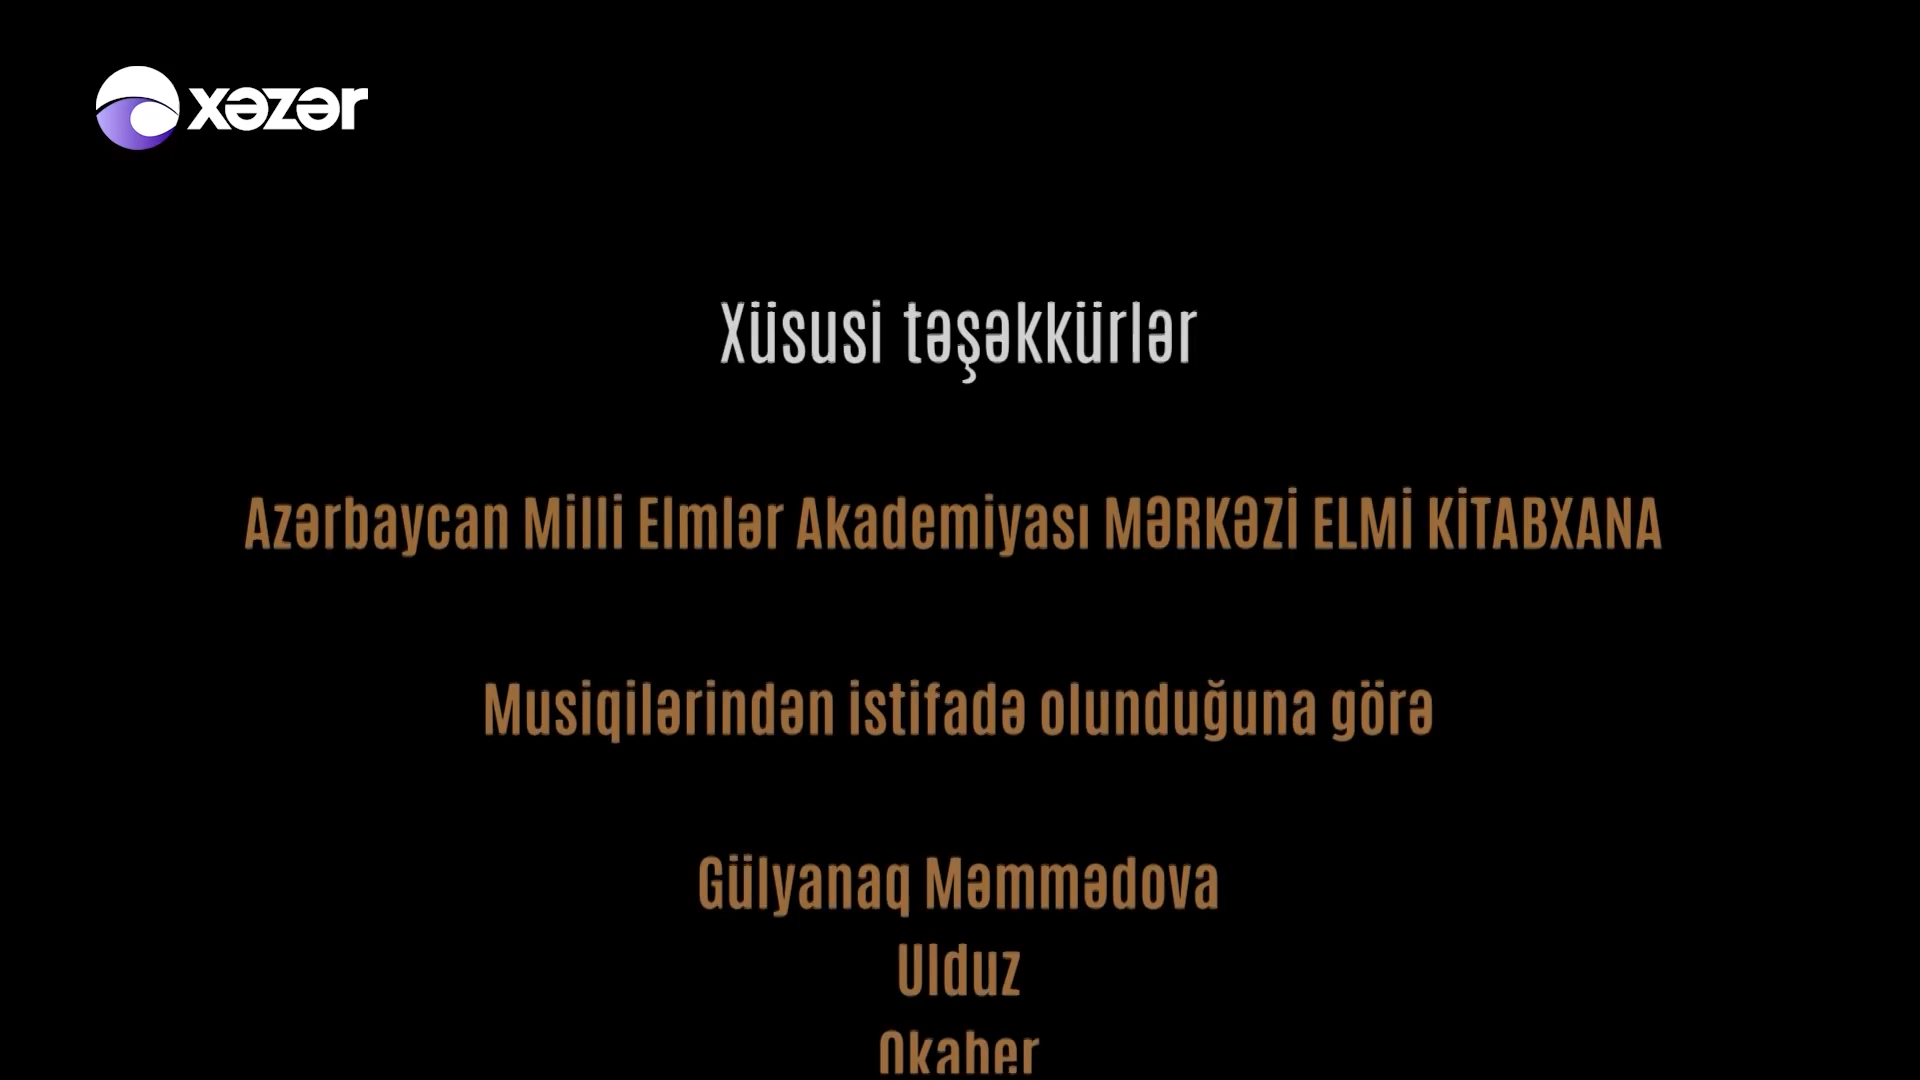 xəzər
Xüsusi təşəkkürlər
Azərbaycan Milli Elmlər Akademiyası MƏRKƏZİ ELMİ KİTABXANA
Musiqilərindən istifadə olunduğuna görə
Gülyanaq Məmmədova
Ulduz